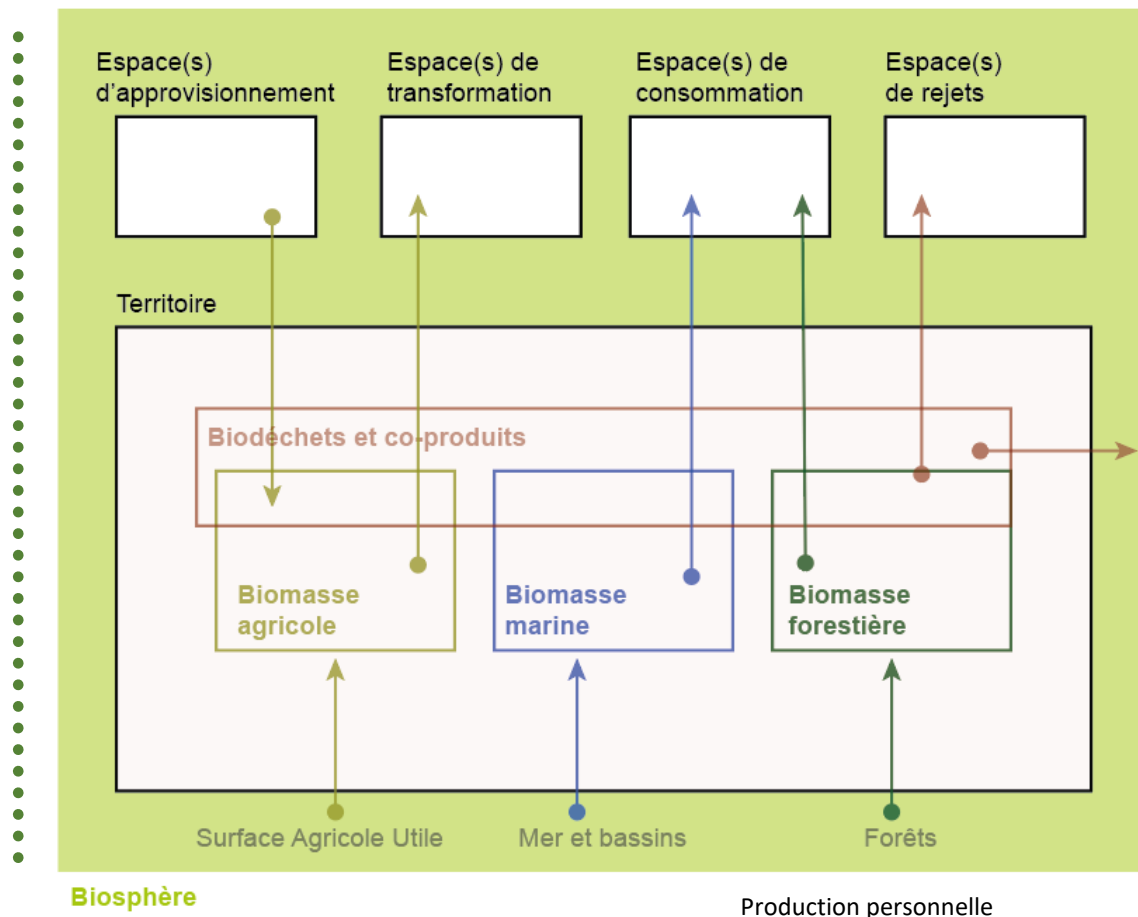 Espace(s)
d'approvisionnement
Espace(s) de
transformation
Espace(s) de
consommation
Espace(s)
de rejets
Territoire
Biodéchets et co-produits
Biomasse
agricole
Biomasse
marine
Biomasse
forestière
Surface Agricole Utile
Mer et bassins
Forêts
Biosphère
Production personnelle